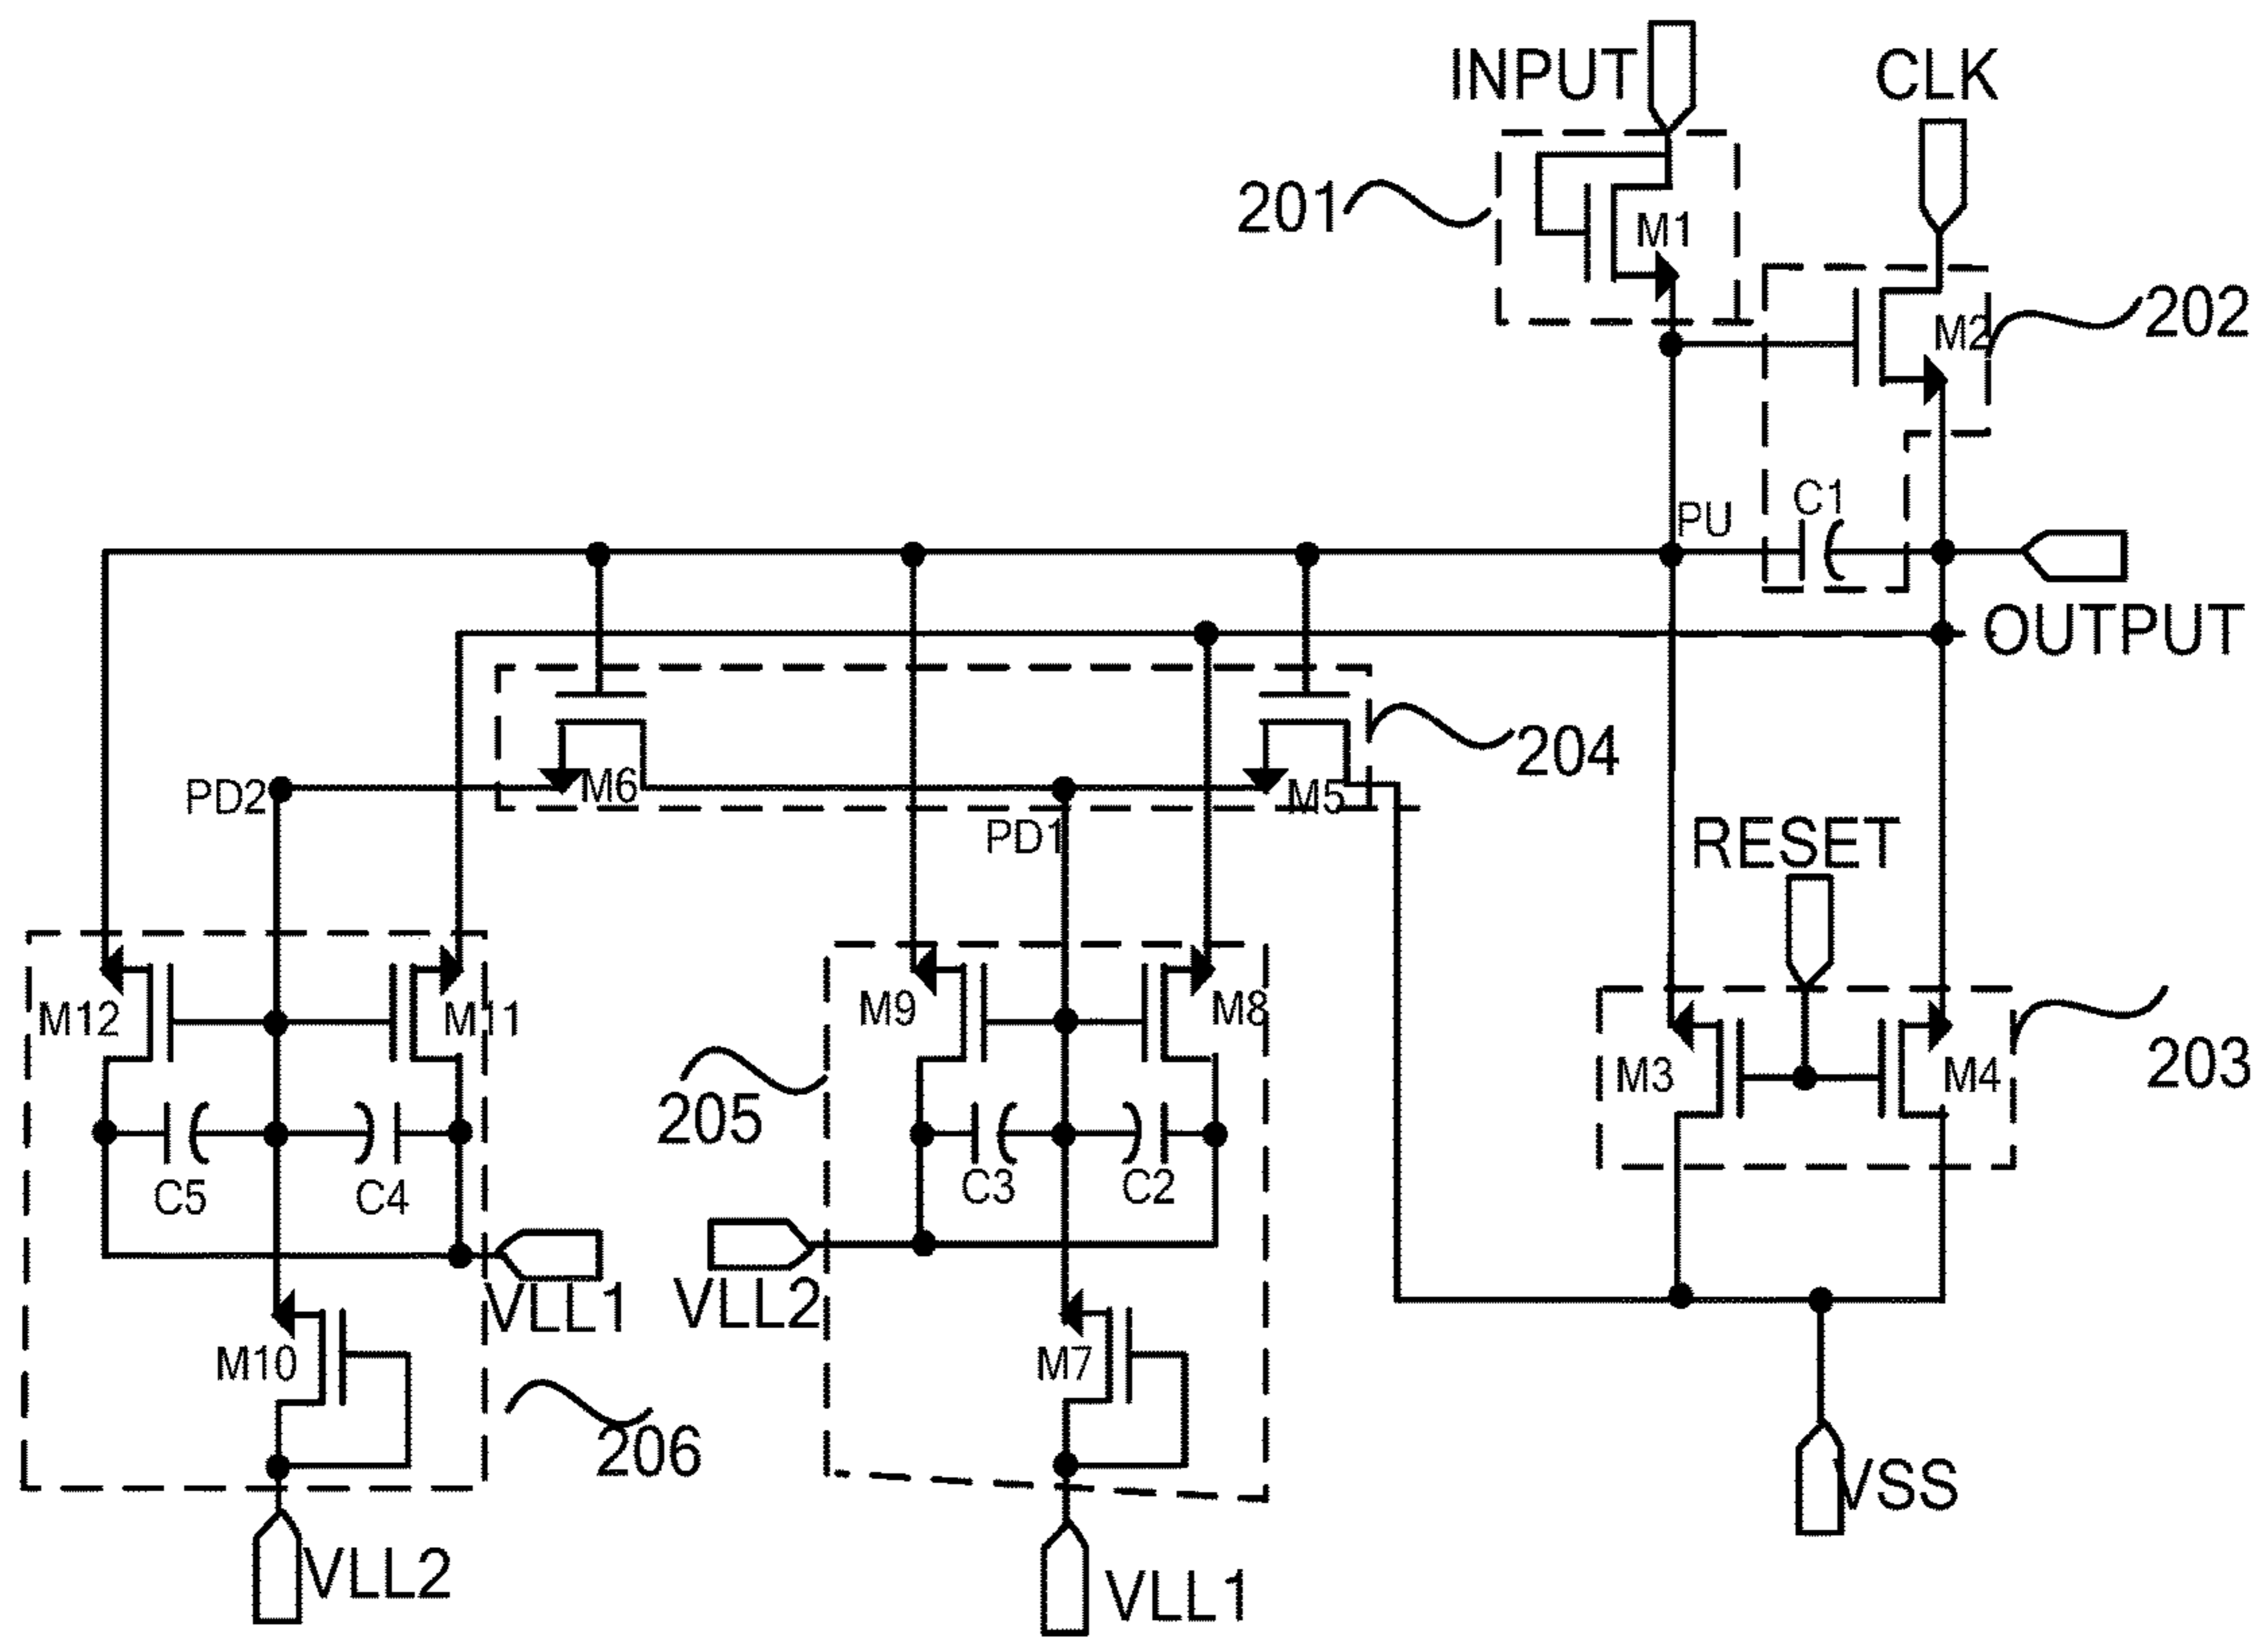 INPUT
CLK
201
M1
202
M2
C1
PU
OUTPUT
204
M6
M5
PD2
PD1
RESET
M12
M11
M9
M8
M3
M4
203
205
C5
C4
C3
C2
VLL1
VLL2
M10
M7
206
VSS
VLL2
VLL1